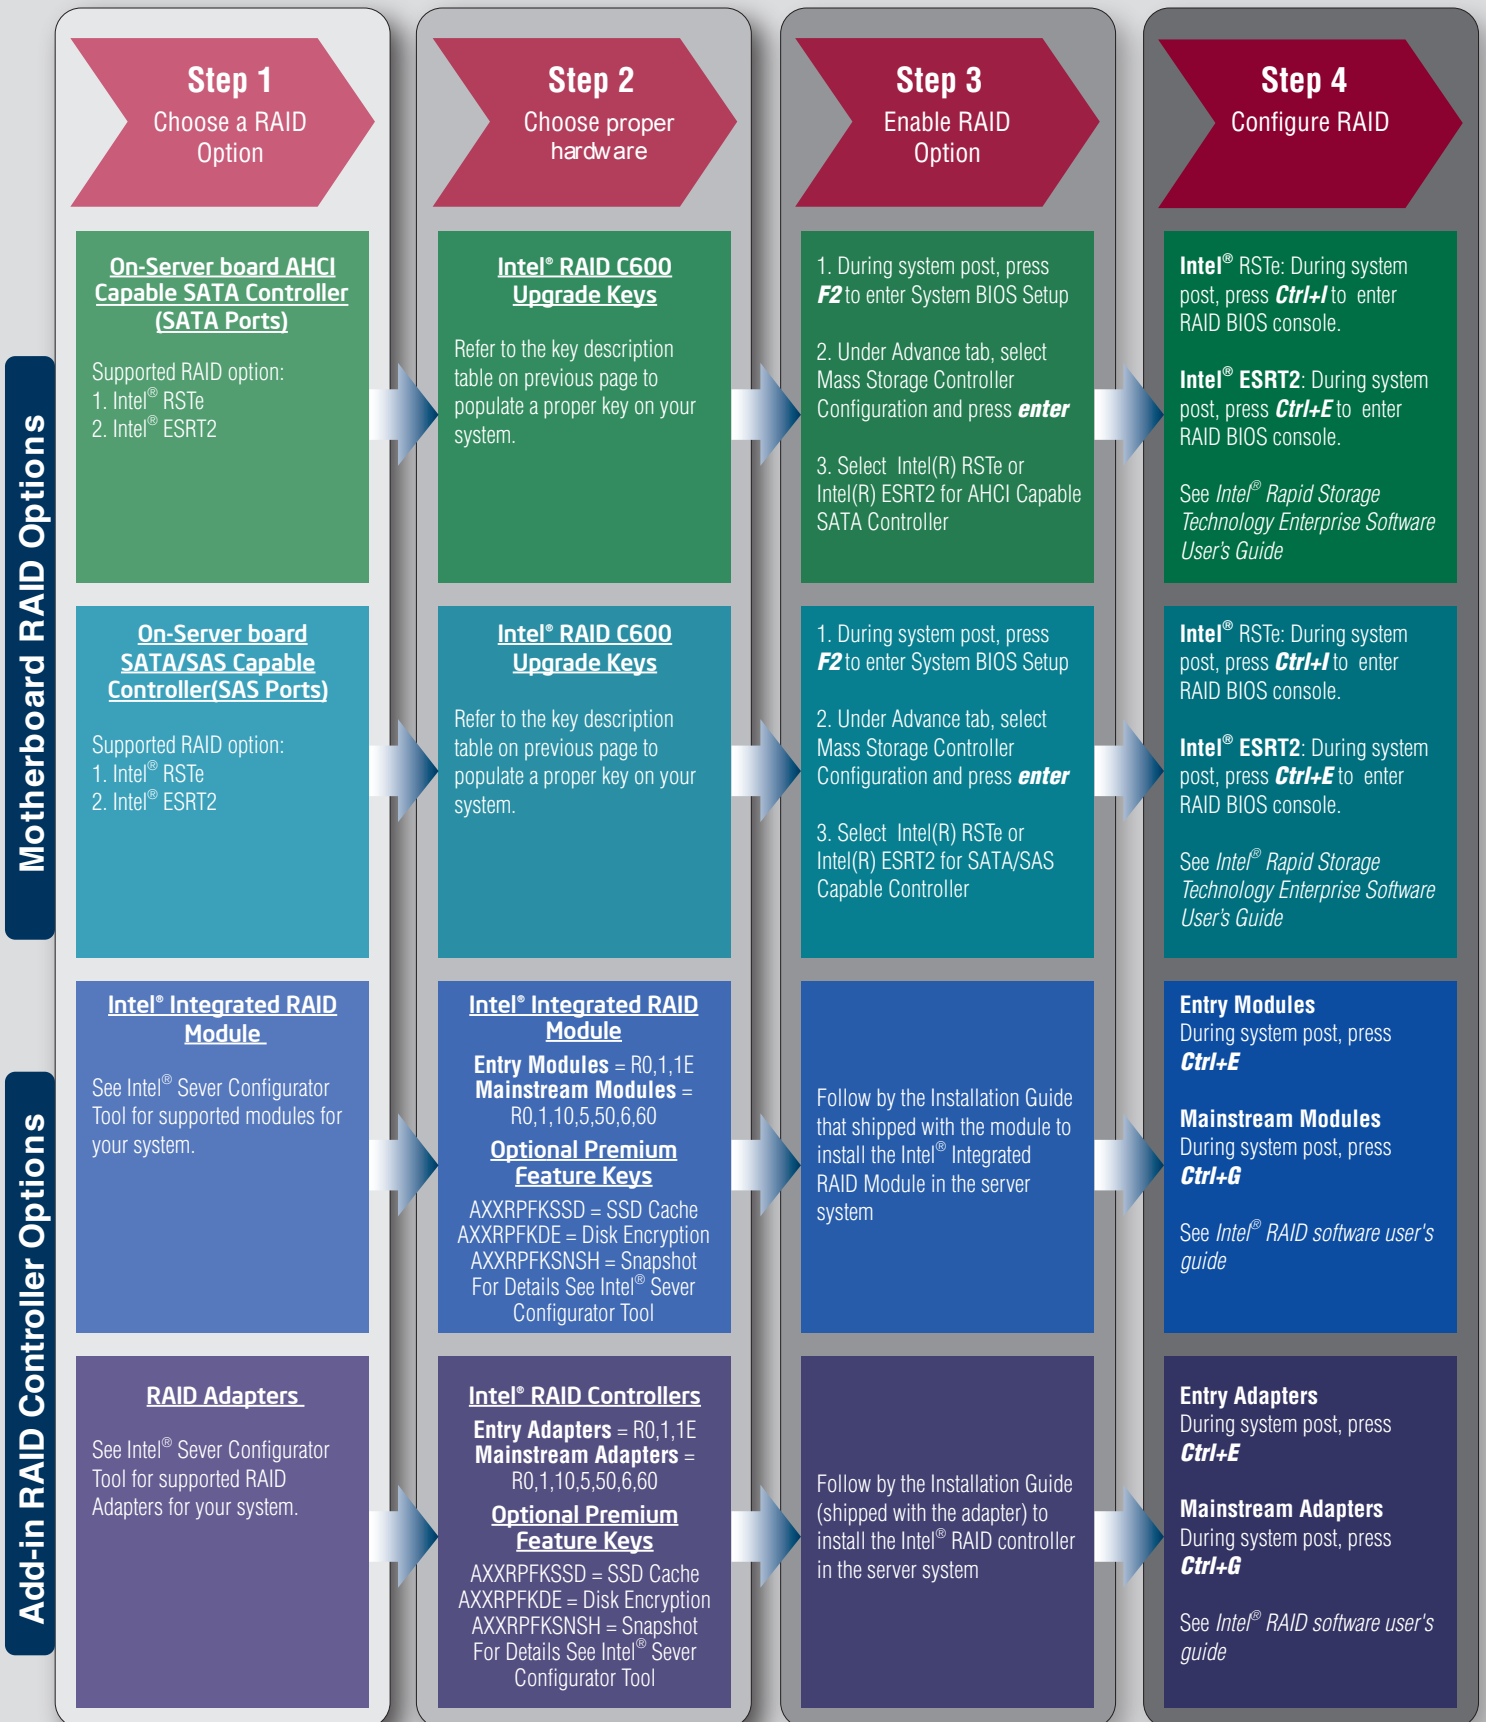 Step 1
Choose a RAID
Option
Step 2
Choose proper
hardware
Step 3
Enable RAID
Option
Step 4
Configure RAID
Motherboard RAID Options
On-Server board AHCI
Capable SATA Controller
(SATA Ports)
Supported RAID option:
1. Intel® RSTe
2. Intel® ESRT2
Intel® RAID C600
Upgrade Keys
Refer to the key description
table on previous page to
populate a proper key on your
system.
1. During system post, press
F2 to enter System BIOS Setup
2. Under Advance tab, select
Mass Storage Controller
Configuration and press enter
3. Select Intel(R) RSTe or
Intel(R) ESRT2 for AHCI Capable
SATA Controller
Intel® RSTe: During system
post, press Ctrl+I to enter
RAID BIOS console.
Intel® ESRT2: During system
post, press Ctrl+E to enter
RAID BIOS console.
See Intel® Rapid Storage
Technology Enterprise Software
User's Guide
On-Server board
SATA/SAS Capable
Controller(SAS Ports)
Supported RAID option:
1. Intel® RSTe
2. Intel® ESRT2
Intel® RAID C600
Upgrade Keys
Refer to the key description
table on previous page to
populate a proper key on your
system.
1. During system post, press
F2 to enter System BIOS Setup
2. Under Advance tab, select
Mass Storage Controller
Configuration and press enter
3. Select Intel(R) RSTe or
Intel(R) ESRT2 for SATA/SAS
Capable Controller
Intel® RSTe: During system
post, press Ctrl+I to enter
RAID BIOS console.
Intel® ESRT2: During system
post, press Ctrl+E to enter
RAID BIOS console.
See Intel® Rapid Storage
Technology Enterprise Software
User's Guide
Add-in RAID Controller Options
Intel® Integrated RAID
Module
See Intel® Sever Configurator
Tool for supported modules for
your system.
Intel® Integrated RAID
Module
Entry Modules = R0,1,1E
Mainstream Modules =
R0,1,10,5,50,6,60
Optional Premium
Feature Keys
AXXRPFKSSD = SSD Cache
AXXRPFKDE = Disk Encryption
AXXRPFKSNSH = Snapshot
For Details See Intel® Sever
Configurator Tool
Follow by the Installation Guide
that shipped with the module to
install the Intel® Integrated
RAID Module in the server
system
Entry Modules
During system post, press
Ctrl+E
Mainstream Modules
During system post, press
Ctrl+G
See Intel® RAID software user's
guide
RAID Adapters
See Intel® Sever Configurator
Tool for supported RAID
Adapters for your system.
Intel® RAID Controllers
Entry Adapters = R0,1,1E
Mainstream Adapters =
R0,1,10,5,50,6,60
Optional Premium
Feature Keys
AXXRPFKSSD = SSD Cache
AXXRPFKDE = Disk Encryption
AXXRPFKSNSH = Snapshot
For Details See Intel® Sever
Configurator Tool
Follow by the Installation Guide
(shipped with the adapter) to
install the Intel® RAID controller
in the server system
Entry Adapters
During system post, press
Ctrl+E
Mainstream Adapters
During system post, press
Ctrl+G
See Intel® RAID software user's
guide